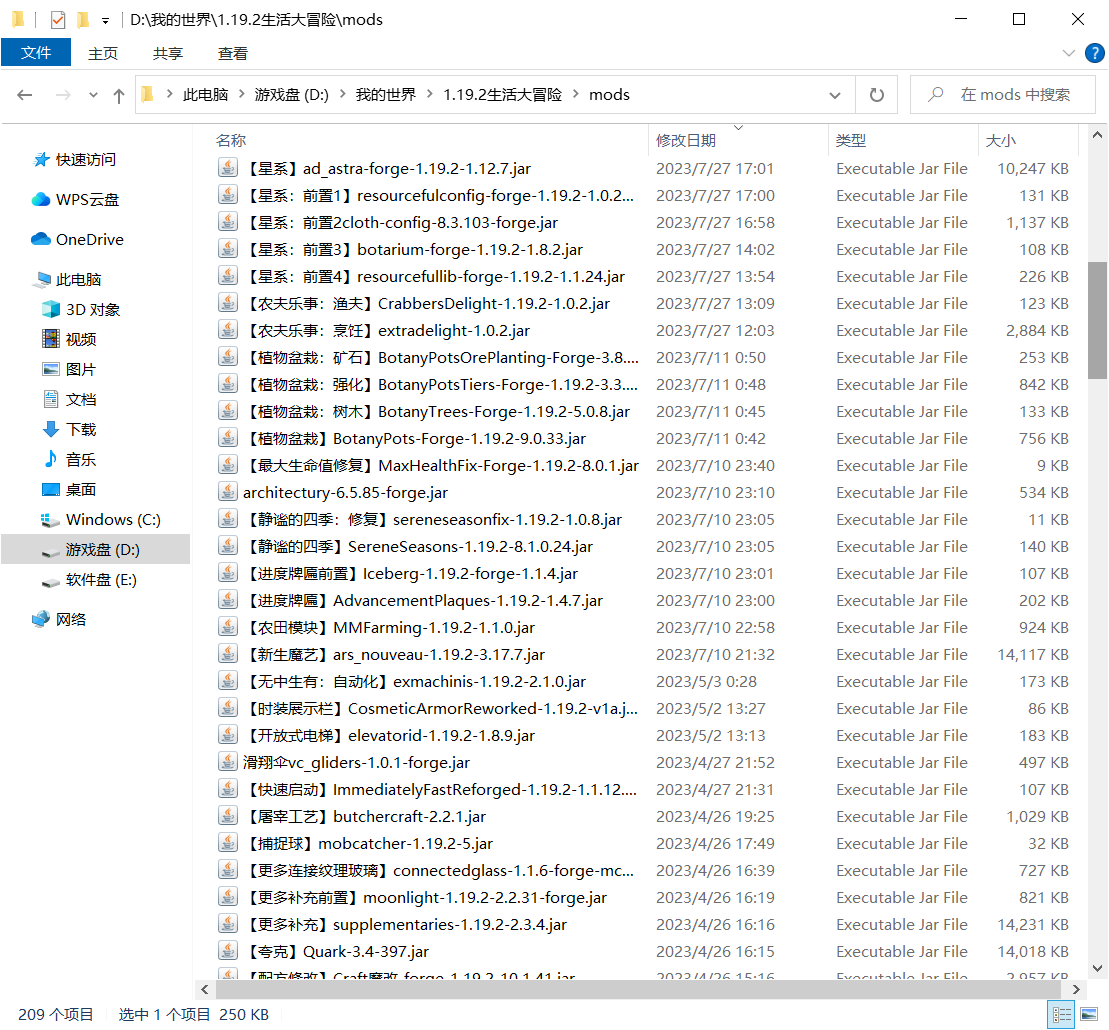 D:\我的世界\1.19.2生活大冒险\mods
文件 主页 共享 查看
此电脑 游戏盘 (D:) 我的世界 1.19.2生活大冒险 mods 在 mods 中搜索
快速访问
WPS云盘
OneDrive
此电脑
3D 对象
视频
图片
文档
下载
音乐
桌面
Windows (C:)
游戏盘 (D:)
软件盘 (E:)
网络
名称 修改日期 类型 大小
【星系】ad_astra-forge-1.19.2-1.12.7.jar 2023/7/27 17:01 Executable Jar File 10,247 KB
【星系：前置1】resourcefulconfig-forge-1.19.2-1.0.2... 2023/7/27 17:00 Executable Jar File 131 KB
【星系：前置2cloth-config-8.3.103-forge.jar 2023/7/27 16:58 Executable Jar File 1,137 KB
【星系：前置3】botarium-forge-1.19.2-1.8.2.jar 2023/7/27 14:02 Executable Jar File 108 KB
【星系：前置4】resourcefullib-forge-1.19.2-1.1.24.jar 2023/7/27 13:54 Executable Jar File 226 KB
【农夫乐事：渔夫】CrabbersDelight-1.19.2-1.0.2.jar 2023/7/27 13:09 Executable Jar File 123 KB
【农夫乐事：烹饪】extradelight-1.0.2.jar 2023/7/27 12:03 Executable Jar File 2,884 KB
【植物盆栽：矿石】BotanyPotsOrePlanting-Forge-3.8.... 2023/7/11 0:50 Executable Jar File 253 KB
【植物盆栽：强化】BotanyPotsTiers-Forge-1.19.2-3.3.... 2023/7/11 0:48 Executable Jar File 842 KB
【植物盆栽：树木】BotanyTrees-Forge-1.19.2-5.0.8.jar 2023/7/11 0:45 Executable Jar File 133 KB
【植物盆栽】BotanyPots-Forge-1.19.2-9.0.33.jar 2023/7/11 0:42 Executable Jar File 756 KB
【最大生命值修复】MaxHealthFix-Forge-1.19.2-8.0.1.jar 2023/7/10 23:40 Executable Jar File 9 KB
architectury-6.5.85-forge.jar 2023/7/10 23:10 Executable Jar File 534 KB
【静谧的四季：修复】sereneseasonfix-1.19.2-1.0.8.jar 2023/7/10 23:05 Executable Jar File 11 KB
【静谧的四季】SereneSeasons-1.19.2-8.1.0.24.jar 2023/7/10 23:05 Executable Jar File 140 KB
【进度牌匾前置】Iceberg-1.19.2-forge-1.1.4.jar 2023/7/10 23:01 Executable Jar File 107 KB
【进度牌匾】AdvancementPlaques-1.19.2-1.4.7.jar 2023/7/10 23:00 Executable Jar File 202 KB
【农田模块】MMFarming-1.19.2-1.1.0.jar 2023/7/10 22:58 Executable Jar File 924 KB
【新生魔艺】ars_nouveau-1.19.2-3.17.7.jar 2023/7/10 21:32 Executable Jar File 14,117 KB
【无中生有：自动化】exmachinis-1.19.2-2.1.0.jar 2023/5/3 0:28 Executable Jar File 173 KB
【时装展示栏】CosmeticArmorReworked-1.19.2-v1a.j... 2023/5/2 13:27 Executable Jar File 86 KB
【开放式电梯】elevatorid-1.19.2-1.8.9.jar 2023/5/2 13:13 Executable Jar File 183 KB
滑翔伞vc_gliders-1.0.1-forge.jar 2023/4/27 21:52 Executable Jar File 497 KB
【快速启动】ImmediatelyFastReforged-1.19.2-1.1.12.... 2023/4/27 21:31 Executable Jar File 107 KB
【屠宰工艺】butchercraft-2.2.1.jar 2023/4/26 19:25 Executable Jar File 1,029 KB
【捕捉球】mobcatcher-1.19.2-5.jar 2023/4/26 17:49 Executable Jar File 32 KB
【更多连接纹理玻璃】connectedglass-1.1.6-forge-mc... 2023/4/26 16:39 Executable Jar File 727 KB
【更多补充前置】moonlight-1.19.2-2.2.31-forge.jar 2023/4/26 16:19 Executable Jar File 821 KB
【更多补充】supplementaries-1.19.2-2.3.4.jar 2023/4/26 16:16 Executable Jar File 14,231 KB
【夸克】Quark-3.4-397.jar 2023/4/26 16:15 Executable Jar File 14,018 KB
【配方修改】Craft魔改-forge-1.19.2-10.1.41.jar 2023/4/26 15:16 Executable Jar File 2,957 KB
209 个项目 选中 1 个项目 250 KB